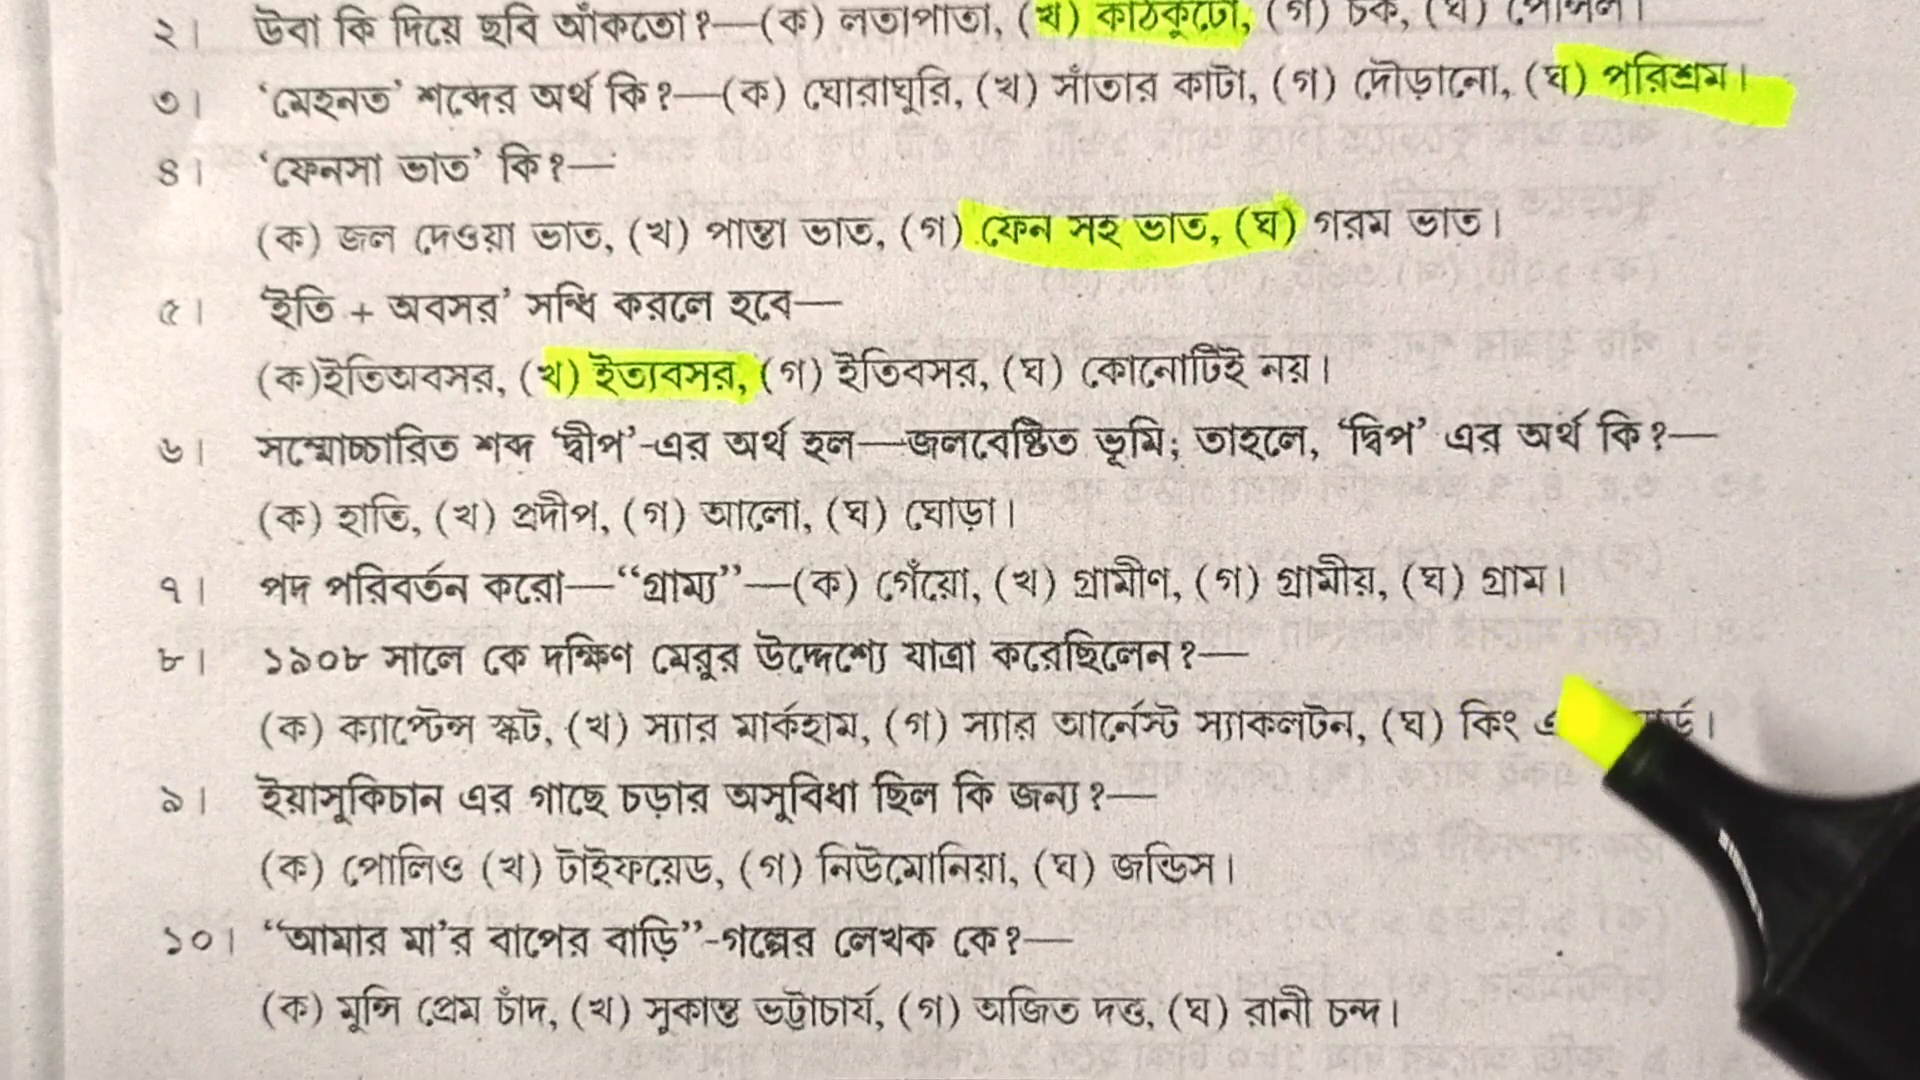 ২। উবা কি দিয়ে ছবি আঁকতো?—(ক) লতাপাতা, (খ) কাঠকুটো, (গ) চক, (ঘ) পেন্সিল।
৩। ‘মেহনত’ শব্দের অর্থ কি?—(ক) ঘোরাঘুরি, (খ) সাঁতার কাটা, (গ) দৌড়ানো, (ঘ) পরিশ্রম।
৪। ‘ফেনসা ভাত’ কি?—
(ক) জল দেওয়া ভাত, (খ) পান্তা ভাত, (গ) ফেন সহ ভাত, (ঘ) গরম ভাত।
৫। ‘ইতি + অবসর’ সন্ধি করলে হবে—
(ক)ইতিঅবসর, (খ) ইত্যবসর, (গ) ইতিবসর, (ঘ) কোনোটিই নয়।
৬। সম্মোচ্চারিত শব্দ ‘দ্বীপ’-এর অর্থ হল—জলবেষ্টিত ভূমি; তাহলে, ‘দ্বিপ’ এর অর্থ কি?—
(ক) হাতি, (খ) প্রদীপ, (গ) আলো, (ঘ) ঘোড়া।
৭। পদ পরিবর্তন করো—“গ্রাম্য”—(ক) গেঁয়ো, (খ) গ্রামীণ, (গ) গ্রামীয়, (ঘ) গ্রাম।
৮। ১৯০৮ সালে কে দক্ষিণ মেরুর উদ্দেশ্যে যাত্রা করেছিলেন?—
(ক) ক্যাপ্টেন্স স্কট, (খ) স্যার মার্কহাম, (গ) স্যার আর্নেস্ট স্যাকলটন, (ঘ) কিং
৯। ইয়াসুকিচান এর গাছে চড়ার অসুবিধা ছিল কি জন্য?—
(ক) পোলিও (খ) টাইফয়েড, (গ) নিউমোনিয়া, (ঘ) জন্ডিস।
১০। “আমার মা’র বাপের বাড়ি”-গল্পের লেখক কে?—
(ক) মুন্সি প্রেম চাঁদ, (খ) সুকান্ত ভট্টাচার্য, (গ) অজিত দত্ত, (ঘ) রানী চন্দ।